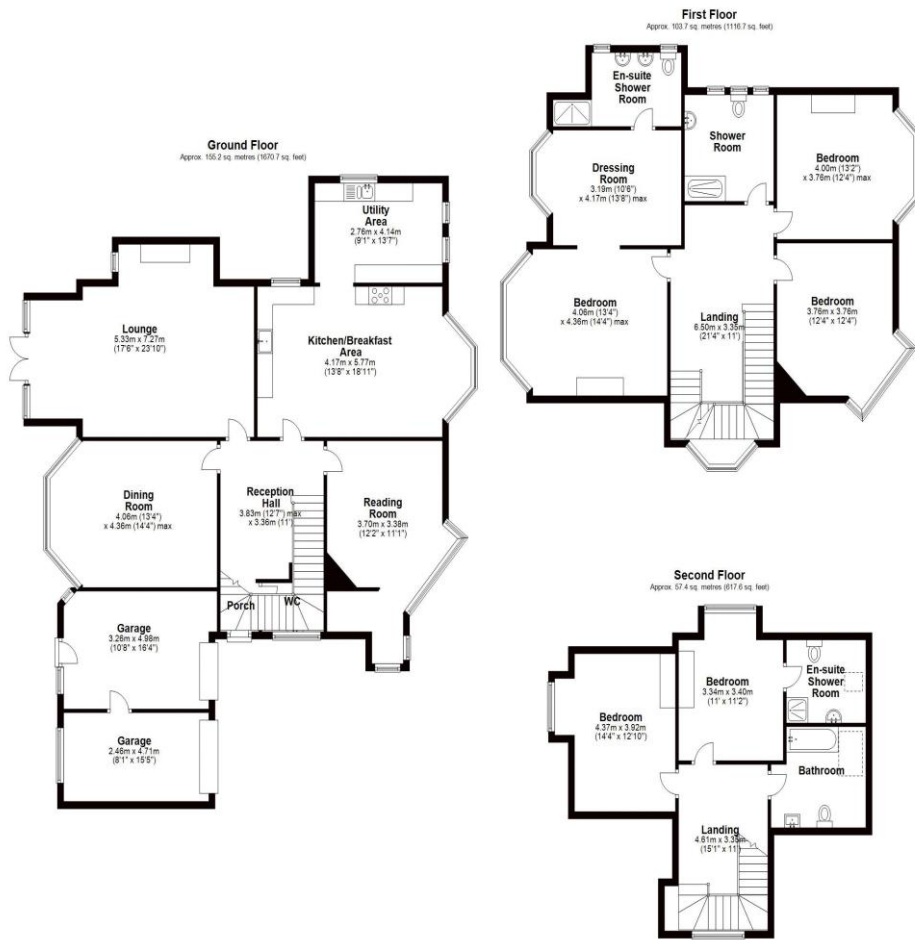 First Floor
Approx. 103.7 sq. metres (1116.7 sq. feet)
En-suite
Shower
Room
Shower
Room
Bedroom
4.00m (13'2")
x 3.76m (12'4") max
Dressing
Room
3.19m (10'6")
x 4.17m (13'8") max
Bedroom
4.06m (13'4")
x 4.36m (14'4") max
Landing
6.50m x 3.35m
(21'4" x 11')
Bedroom
3.76m x 3.76m
(12'4" x 12'4")
Ground Floor
Approx. 155.2 sq. metres (1670.7 sq. feet)
Utility
Area
2.76m x 4.14m
(9'1" x 13'7")
Lounge
5.33m x 7.27m
(17'6" x 23'10")
Kitchen/Breakfast
Area
4.17m x 5.77m
(13'8" x 18'11")
Dining
Room
4.06m (13'4")
x 4.36m (14'4") max
Reception
Hall
3.83m (12'7") max
x 3.36m (11')
Reading
Room
3.70m x 3.38m
(12'2" x 11'1")
Porch
WC
Garage
3.26m x 4.98m
(10'8" x 16'4")
Garage
2.46m x 4.71m
(8'1" x 15'5")
Second Floor
Approx. 57.4 sq. metres (617.6 sq. feet)
Bedroom
4.37m x 3.92m
(14'4" x 12'10")
Bedroom
3.34m x 3.40m
(11' x 11'2")
En-suite
Shower
Room
Bathroom
Landing
4.61m x 3.35m
(15'1" x 11')